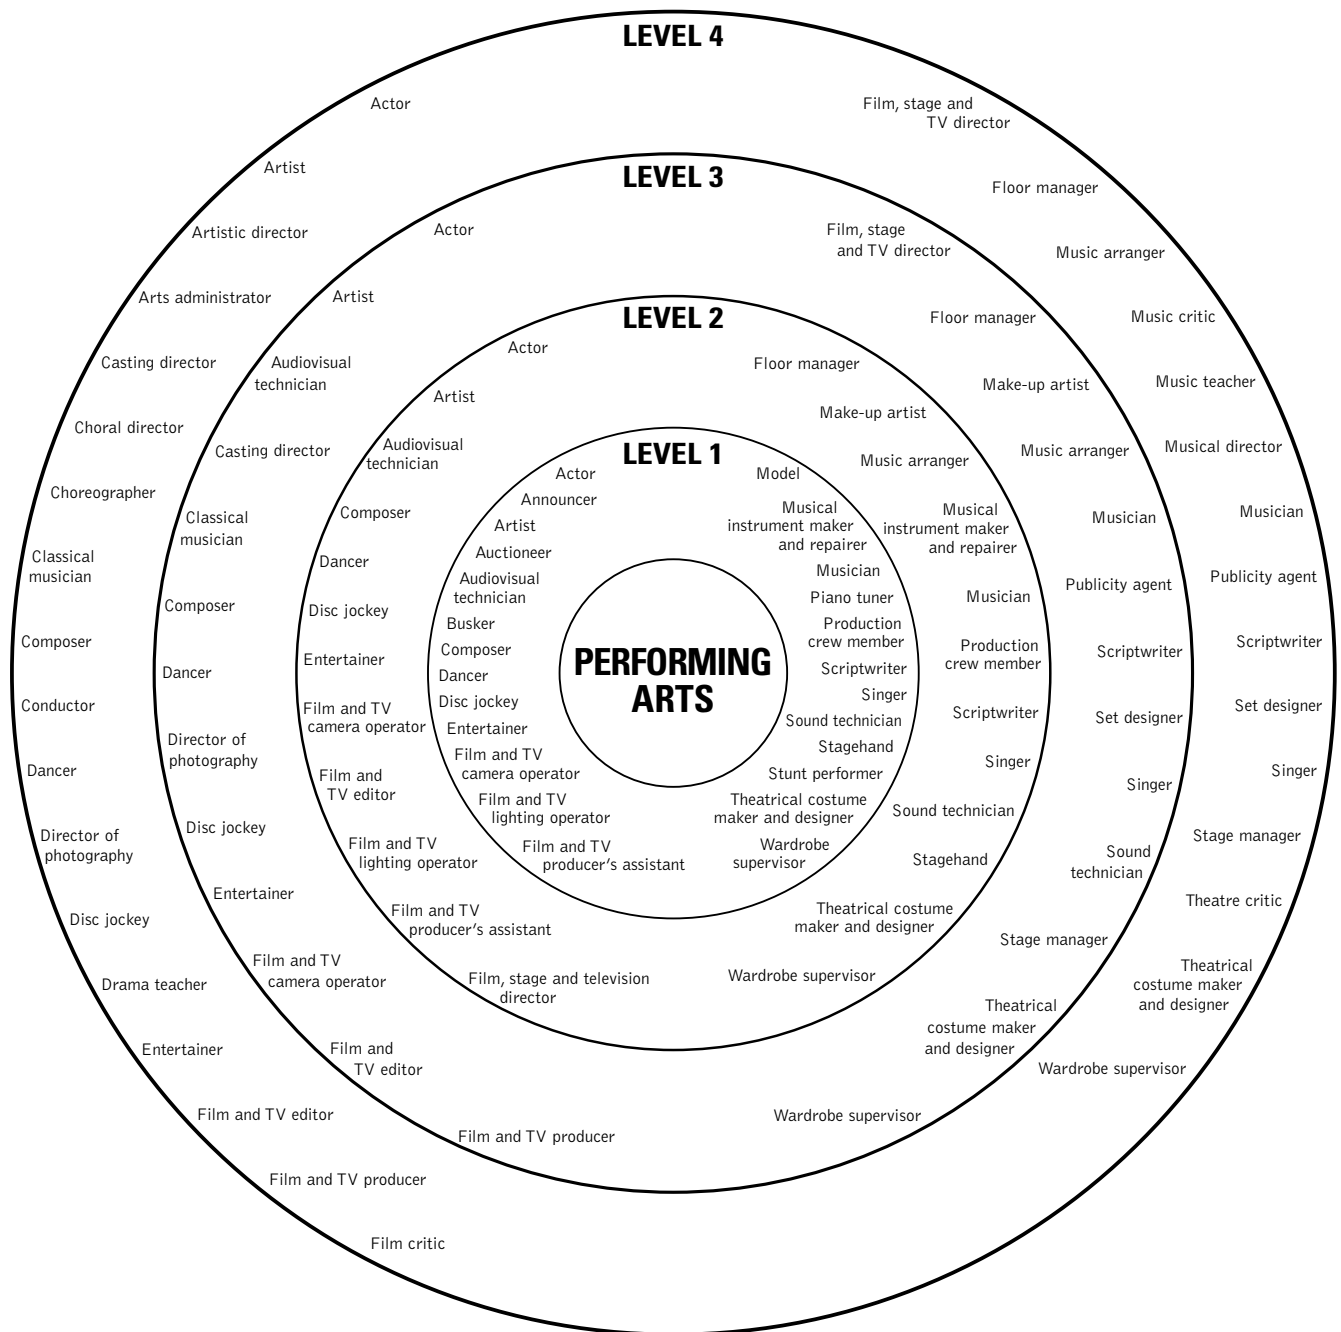 LEVEL 4
Actor
Artist
Artistic director
Arts administrator
Casting director
Choral director
Choreographer
Classical
musician
Composer
Conductor
Dancer
Director of
photography
Disc jockey
Drama teacher
Entertainer
Film and TV editor
Film and TV producer
Film critic
Film, stage and
TV director
Floor manager
Music arranger
Music critic
Music teacher
Musical director
Musician
Publicity agent
Scriptwriter
Set designer
Singer
Stage manager
Theatre critic
Theatrical
costume maker
and designer
Wardrobe supervisor
LEVEL 3
Actor
Artist
Audiovisual
technician
Casting director
Classical
musician
Composer
Dancer
Director of
photography
Disc jockey
Entertainer
Film and TV
camera operator
Film and
TV editor
Film and TV producer
Film, stage
and TV director
Floor manager
Make-up artist
Music arranger
Musician
Publicity agent
Scriptwriter
Set designer
Singer
Sound
technician
Stage manager
Theatrical
costume maker
and designer
Wardrobe supervisor
LEVEL 2
Actor
Artist
Audiovisual
technician
Composer
Dancer
Disc jockey
Entertainer
Film and TV
camera operator
Film and
TV editor
Film and TV
lighting operator
Film and TV
producer's assistant
Film, stage and television
director
Floor manager
Make-up artist
Music arranger
Musical
instrument maker
and repairer
Musician
Production
crew member
Scriptwriter
Singer
Sound technician
Stagehand
Theatrical costume
maker and designer
Wardrobe supervisor
LEVEL 1
Actor
Announcer
Artist
Auctioneer
Audiovisual
technician
Busker
Composer
Dancer
Disc jockey
Entertainer
Film and TV
camera operator
Film and TV
lighting operator
Film and TV
producer's assistant
Model
Musical
instrument maker
and repairer
Musician
Piano tuner
Production
crew member
Scriptwriter
Singer
Sound technician
Stagehand
Stunt performer
Theatrical costume
maker and designer
Wardrobe
supervisor
PERFORMING
ARTS